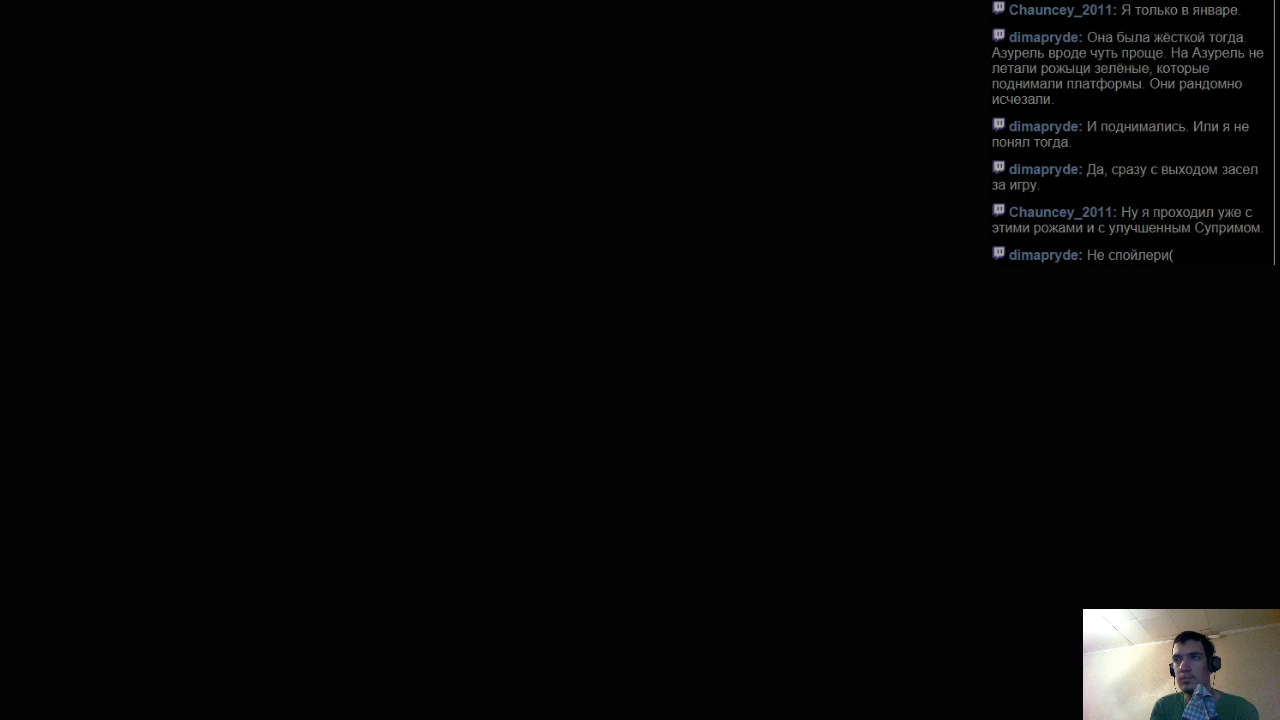 Chauncey_2011: Я только в январе.
dimapryde: Она была жёсткой тогда.
Азурель вроде чуть проще. На Азурель не
летали рожыци зелёные, которые
поднимали платформы. Они рандомно
исчезали.
dimapryde: И поднимались. Или я не
понял тогда.
dimapryde: Да, сразу с выходом засел
за игру.
Chauncey_2011: Ну я проходил уже с
этими рожами и с улучшенным Супримом.
dimapryde: Не спойлери(